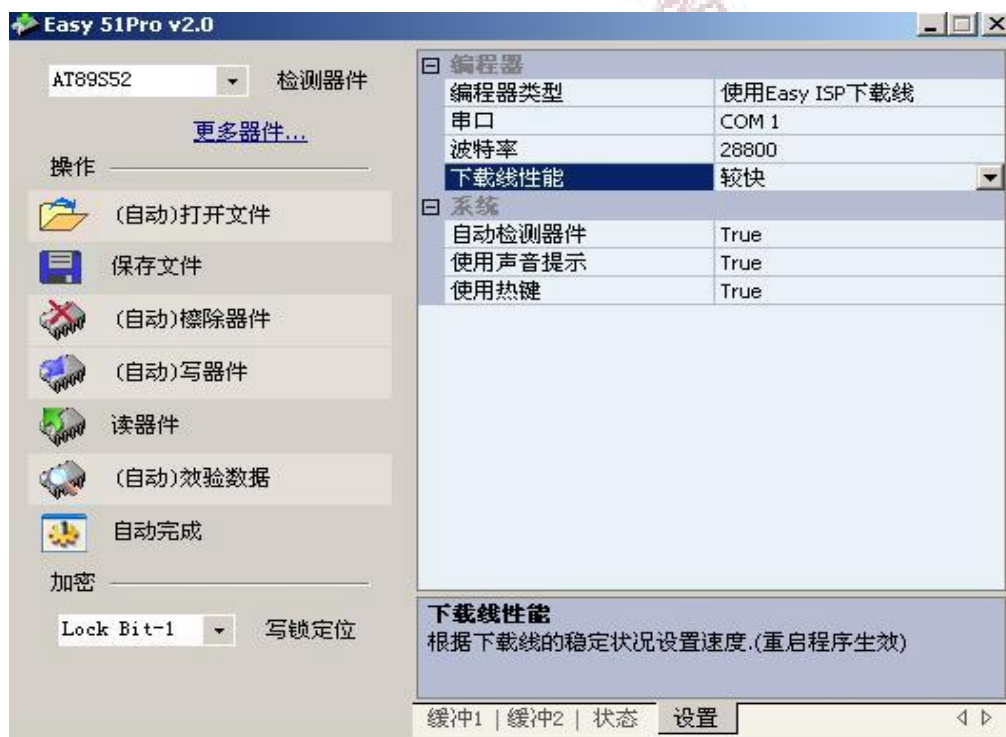 Easy 51Pro v2.0
AT89S52 检测器件
更多器件...
操作
(自动)打开文件
保存文件
(自动)檫除器件
(自动)写器件
读器件
(自动)效验数据
自动完成
加密
Lock Bit-1 写锁定位
编程器
编程器类型 使用Easy ISP下载线
串口 COM 1
波特率 28800
下载线性能 较快
系统
自动检测器件 True
使用声音提示 True
使用热键 True
下载线性能
根据下载线的稳定状况设置速度.(重启程序生效)
缓冲1 | 缓冲2 | 状态 设置